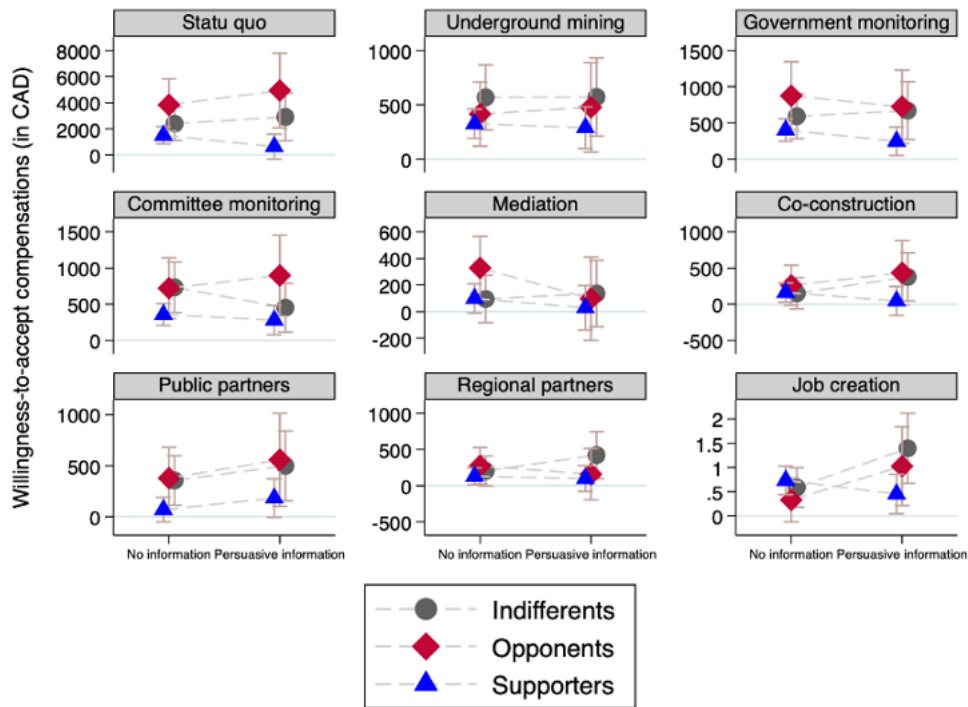 Statu quo
Underground mining
Government monitoring
8000
6000
4000
2000
0
1000
500
0
1500
1000
500
0
Willingness-to-accept compensations (in CAD)
Committee monitoring
Mediation
Co-construction
1500
1000
500
0
600
400
200
0
-200
1000
500
0
-500
Public partners
Regional partners
Job creation
1000
500
0
1000
500
0
-500
2
1.5
1
.5
0
No information Persuasive information
No information Persuasive information
No information Persuasive information
Indifferents
Opponents
Supporters